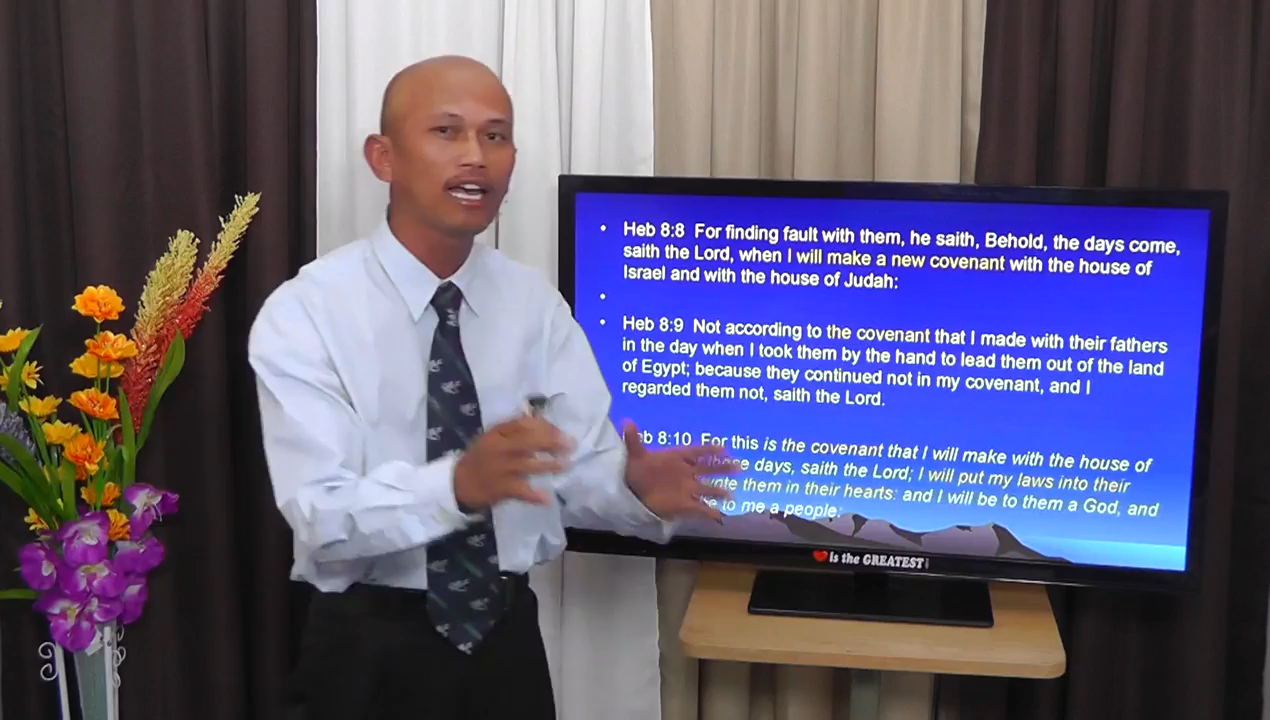 • Heb 8:8 For finding fault with them, he saith, Behold, the days come,
saith the Lord, when I will make a new covenant with the house of
Israel and with the house of Judah:
•
• Heb 8:9 Not according to the covenant that I made with their fathers
in the day when I took them by the hand to lead them out of the land
of Egypt; because they continued not in my covenant, and I
regarded them not, saith the Lord.
8:10 For this is the covenant that I will make with the house of
those days, saith the Lord; I will put my laws into their
them in their hearts: and I will be to them a God, and
to me a people:
❤ is the GREATEST!